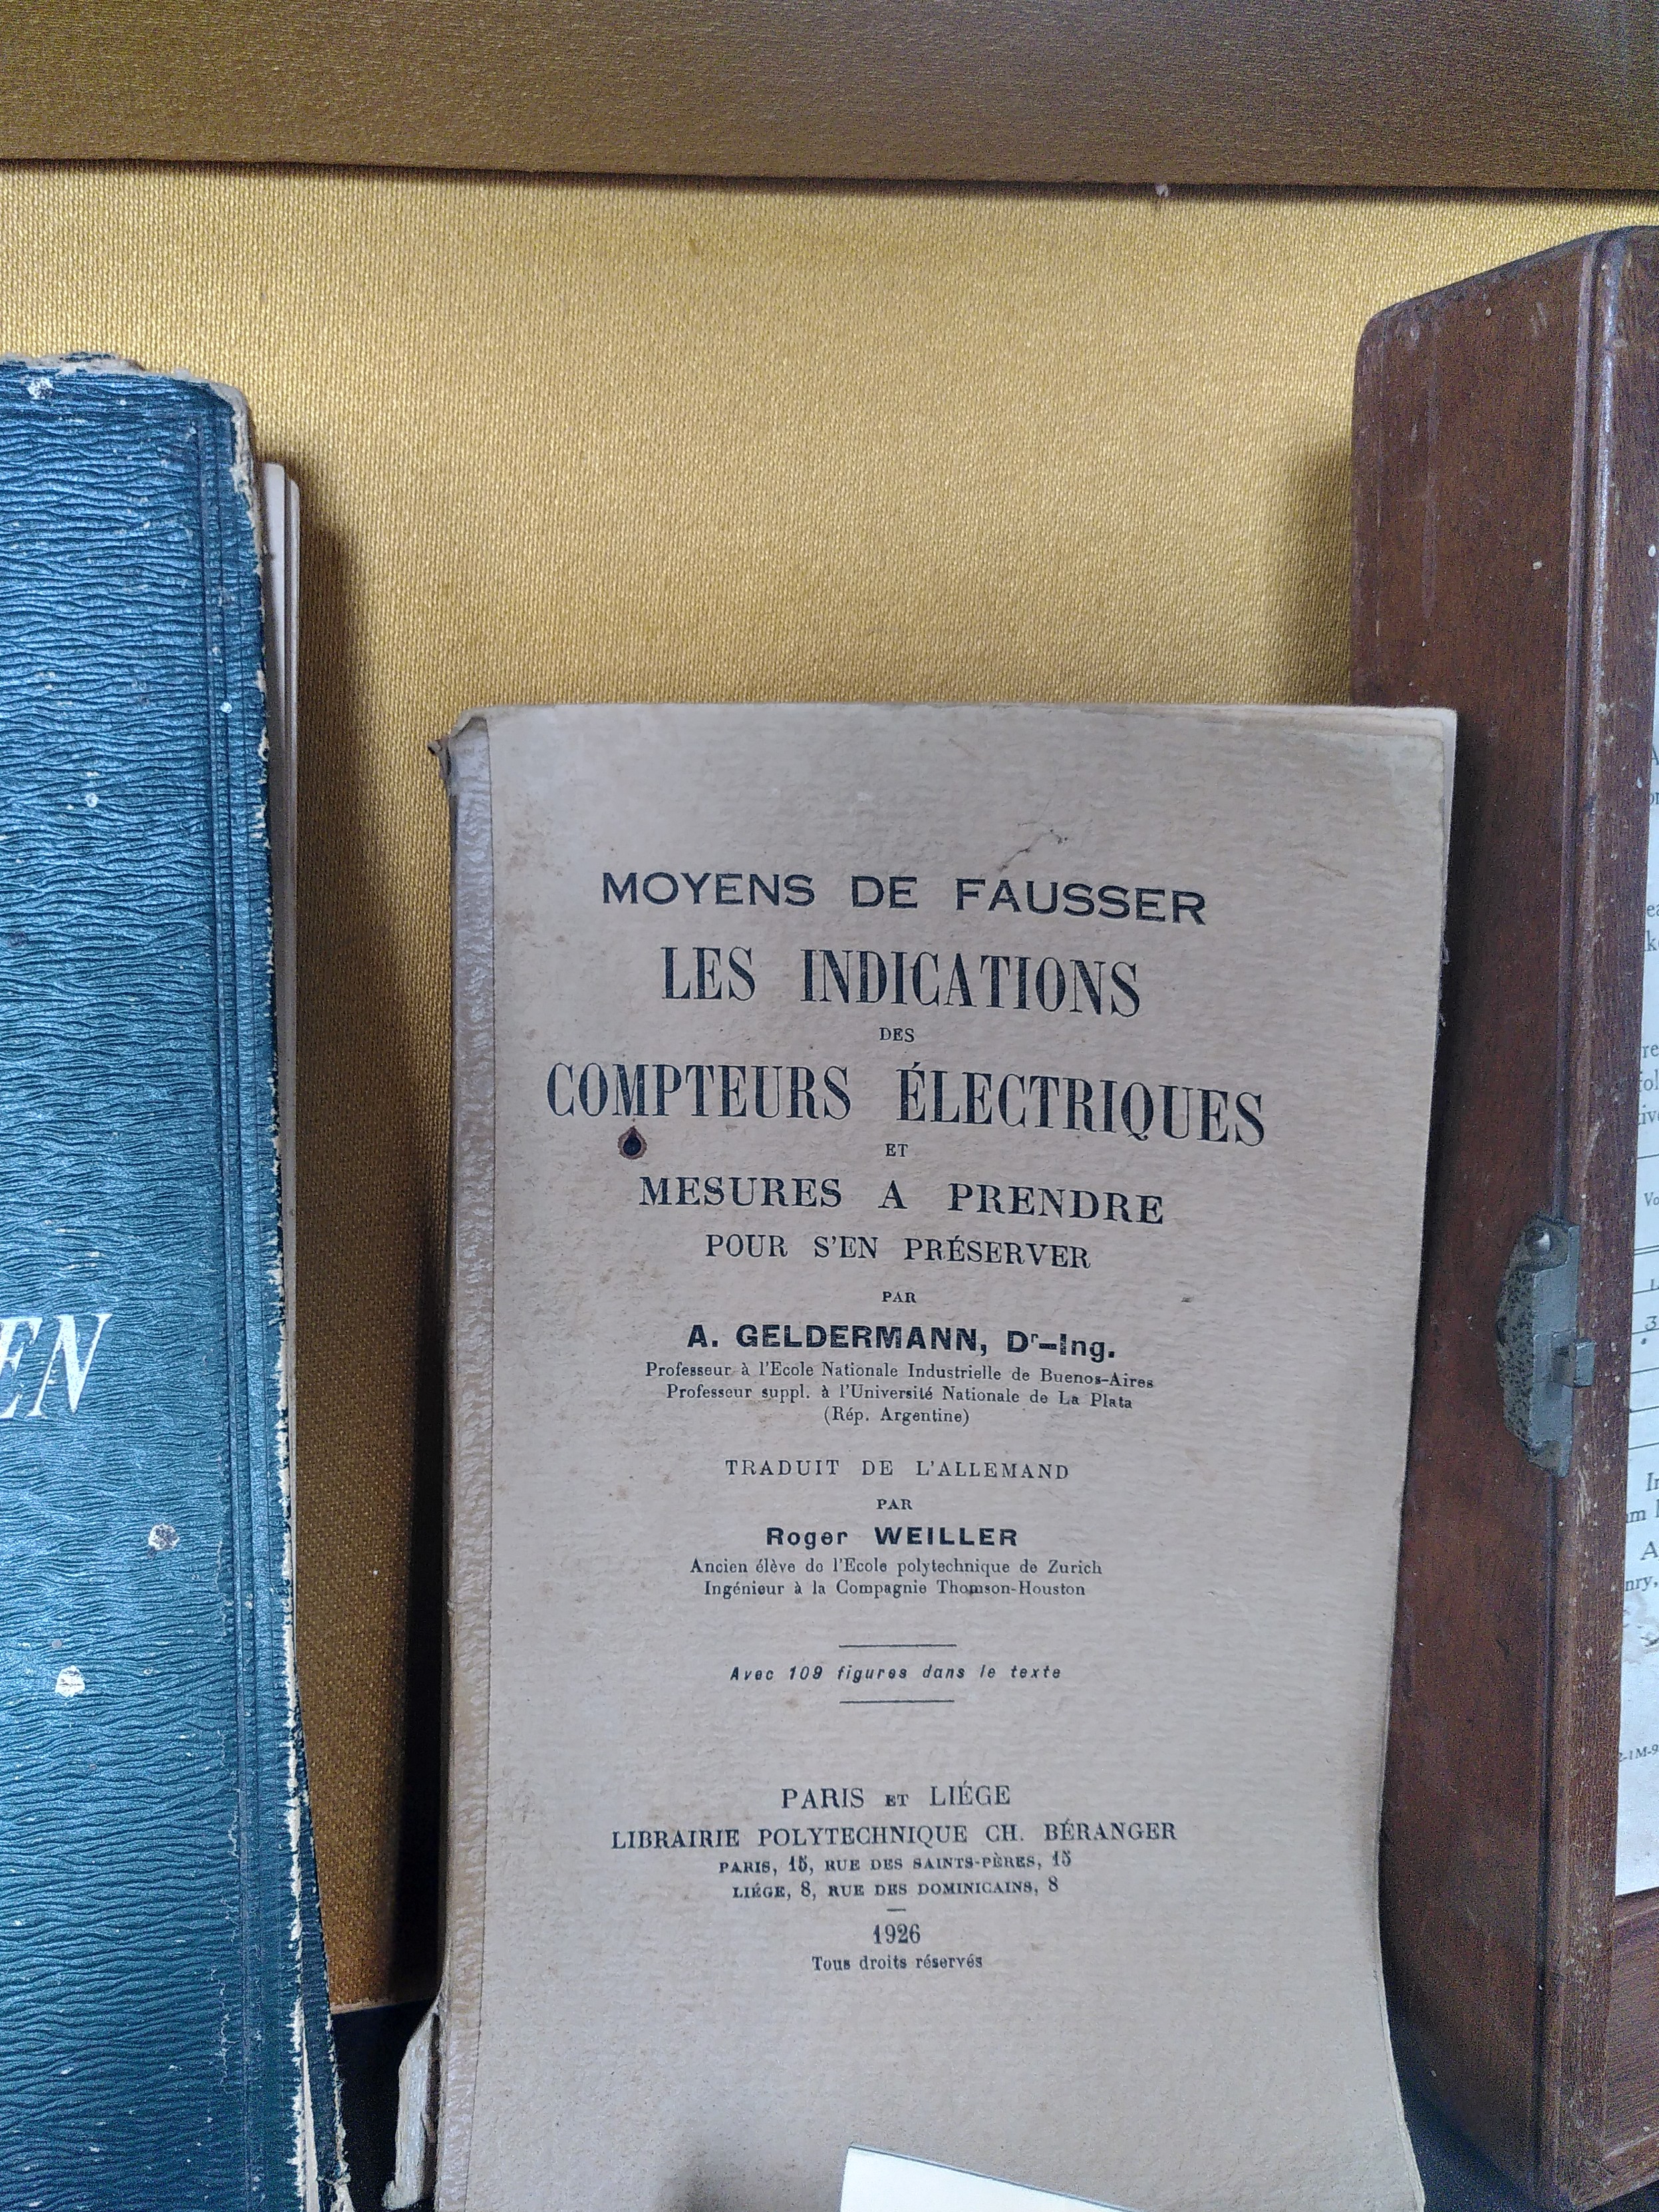 EN
MOYENS DE FAUSSER
LES INDICATIONS
DES
COMPTEURS ÉLECTRIQUES
ET
MESURES A PRENDRE
POUR S'EN PRÉSERVER
PAR
A. GELDERMANN, Dr-Ing.
Professeur à l'Ecole Nationale Industrielle de Buenos-Aires
Professeur suppl. à l'Université Nationale de La Plata
(Rép. Argentine)
TRADUIT DE L'ALLEMAND
PAR
Roger WEILLER
Ancien élève de l'Ecole polytechnique de Zurich
Ingénieur à la Compagnie Thomson-Houston
Avec 109 figures dans le texte
PARIS ET LIÉGE
LIBRAIRIE POLYTECHNIQUE CH. BÉRANGER
PARIS, 15, RUE DES SAINTS-PÈRES, 15
LIÉGE, 8, RUE DES DOMINICAINS, 8
1926
Tous droits réservés